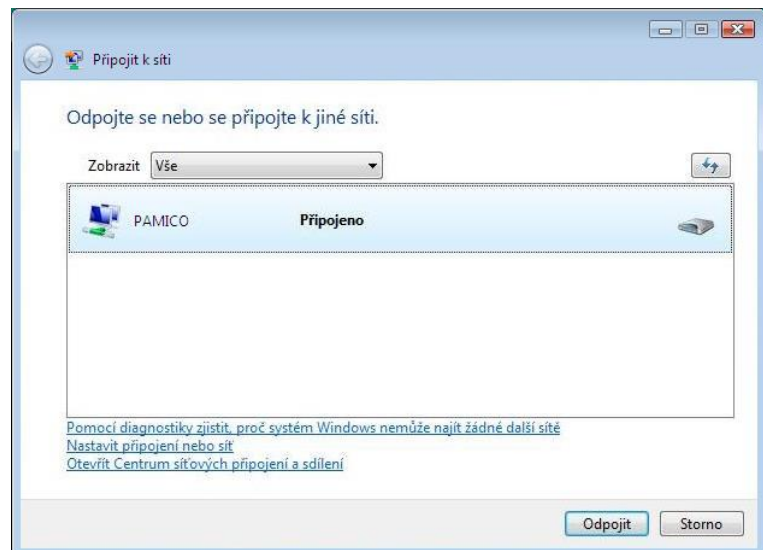 Připojit k síti
Odpojte se nebo se připojte k jiné síti.
Zobrazit Vše
PAMICO Připojeno
Pomocí diagnostiky zjistit, proč systém Windows nemůže najít žádné další sítě
Nastavit připojení nebo síť
Otevřít Centrum síťových připojení a sdílení
Odpojit Storno